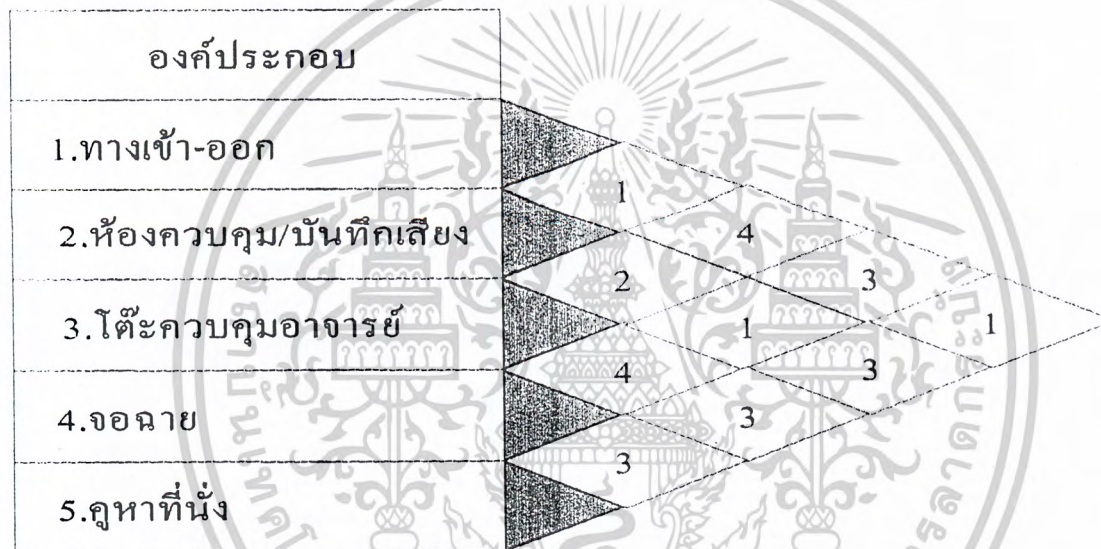 องค์ประกอบ
1.ทางเข้า-ออก
2.ห้องควบคุม/บันทึกเสียง
3.โต๊ะควบคุมอาจารย์
4.จอฉาย
5.คูหาที่นั่ง
1
4
2
3
1
1
4
3
3
3